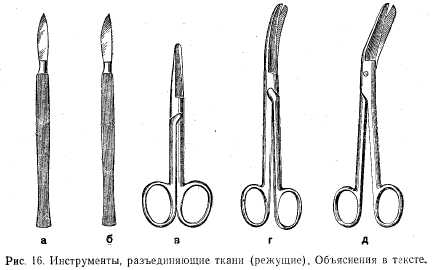 а б в г д
Рис. 16. Инструменты, разъединяющие ткани (режущие), Объяснения в тексте.